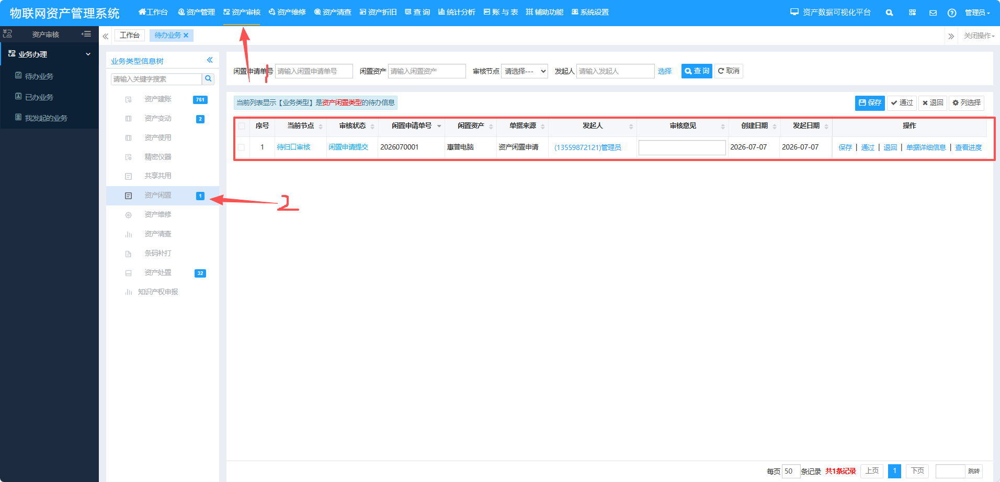 物联网资产管理系统 工作台 资产管理 资产审核 资产维修 资产清查 资产折旧 查 询 统计分析 账 与 表 辅助功能 系统设置 资产数据可视化平台 管理员
资产审核
业务办理
待办业务
已办业务
我发起的业务
工作台 待办业务 关闭操作
业务类型信息树
请输入关键字搜索
资产建账 761
资产变动 2
资产使用
精密仪器
共享共用
资产闲置 1
资产维修
资产清查
条码补打
资产处置 32
知识产权申报
闲置申请单号 请输入闲置申请单号 闲置资产 请输入闲置资产 审核节点 请选择--- 发起人 请输入发起人 选择 查 询 取消
1
当前列表显示【业务类型】是资产闲置类型的待办信息 保存 通过 退回 列选择
序号 当前节点 审核状态 闲置申请单号 闲置资产 单据来源 发起人 审核意见 创建日期 发起日期 操作
1 待归口审核 闲置申请提交 2026070001 惠普电脑 资产闲置申请 (13559872121)管理员 2026-07-07 2026-07-07 保存 | 通过 | 退回 | 单据详细信息 | 查看进度
2
每页 50 条记录 共1条记录 上页 1 下页 跳转